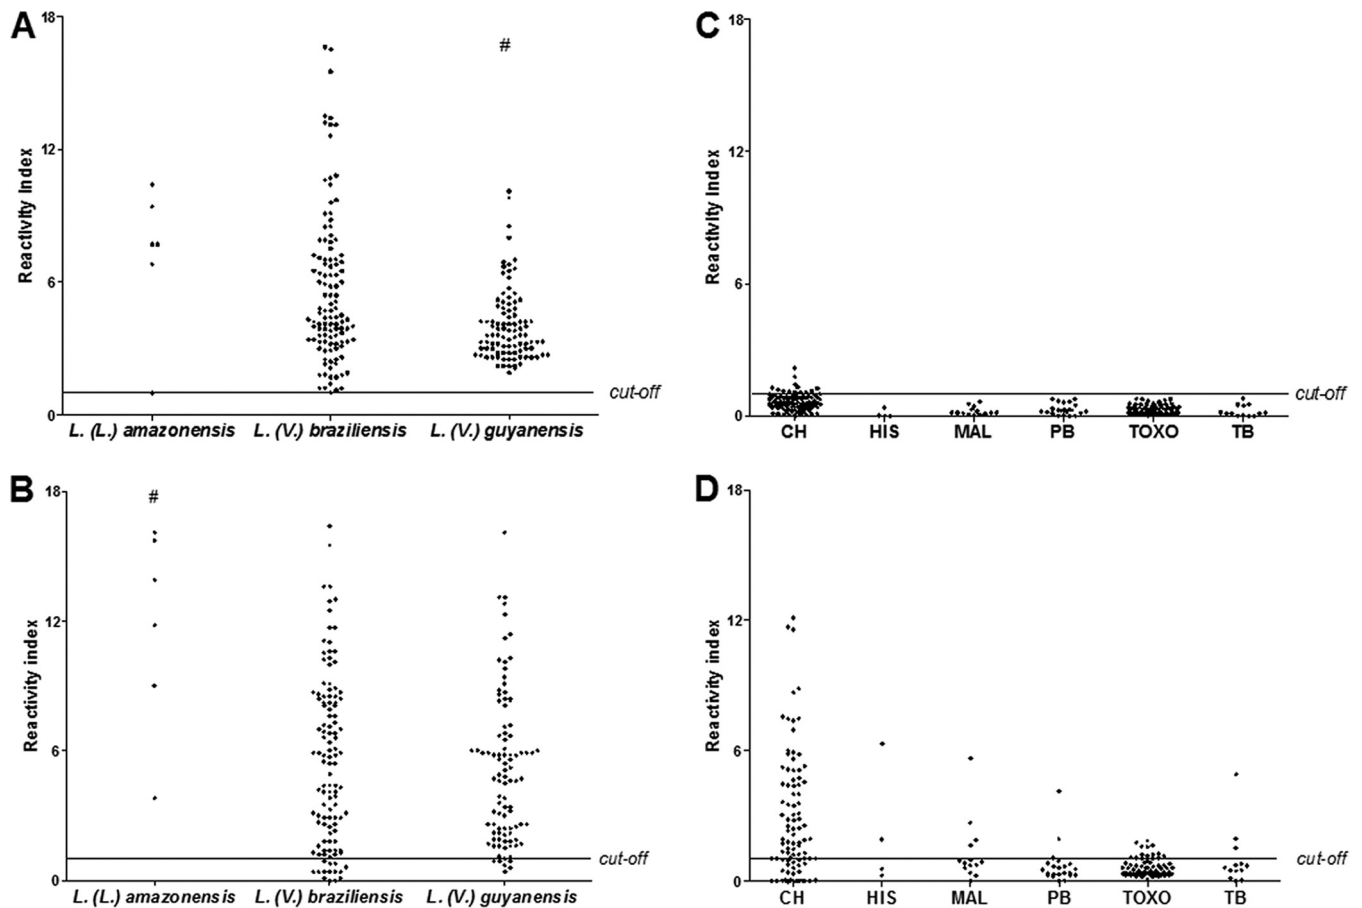 A
18
12
6
0
Reactivity Index
#
cut-off
L. (L.) amazonensis L. (V.) braziliensis L. (V.) guyanensis
C
18
12
6
0
Reactivity Index
cut-off
CH HIS MAL PB TOXO TB
B
18
12
6
0
Reactivity index
#
cut-off
L. (L.) amazonensis L. (V.) braziliensis L. (V.) guyanensis
D
18
12
6
0
Reactivity index
cut-off
CH HIS MAL PB TOXO TB